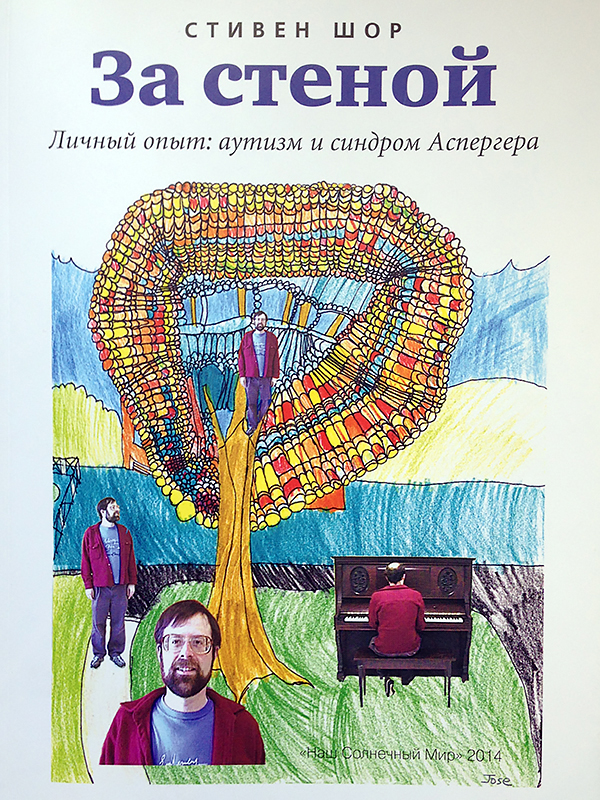 СТИВЕН ШОР
За стеной
Личный опыт: аутизм и синдром Аспергера
«Наш Солнечный Мир» 2014
Jose